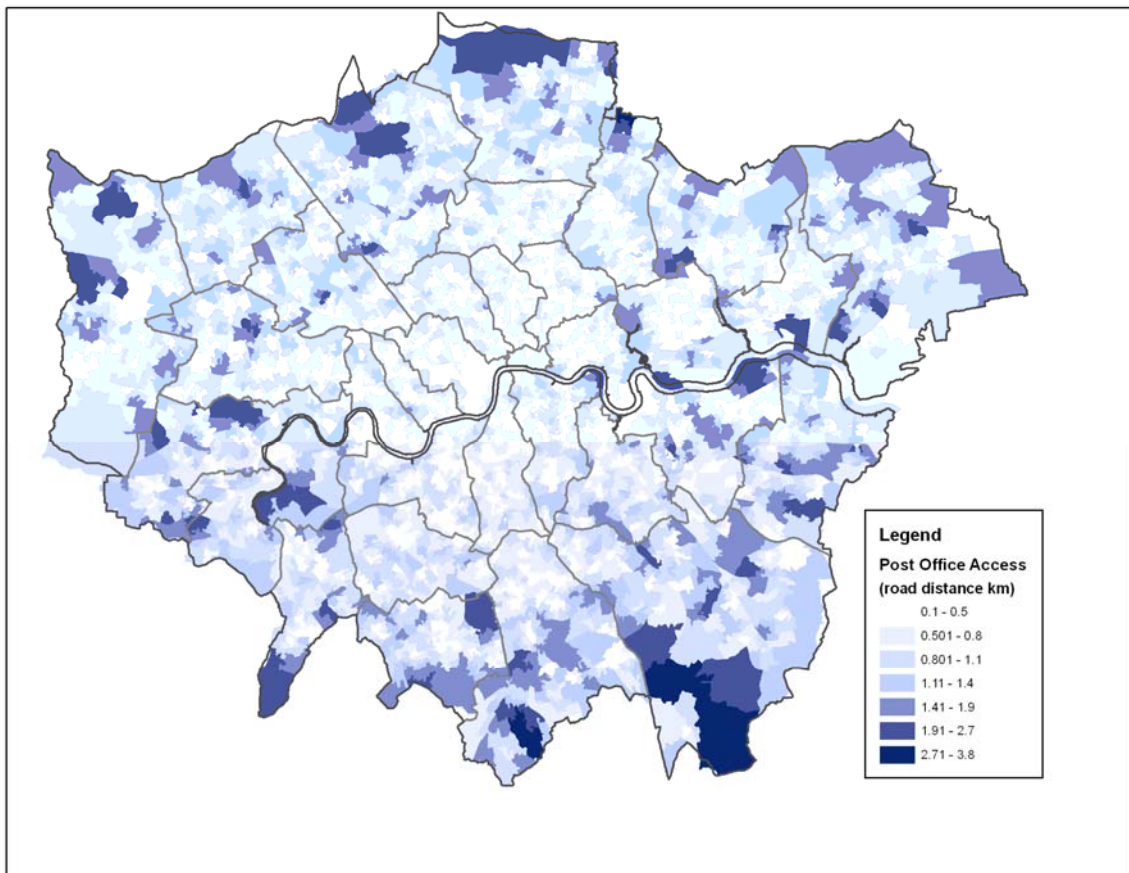 Legend
Post Office Access
(road distance km)
0.1 - 0.5
0.501 - 0.8
0.801 - 1.1
1.11 - 1.4
1.41 - 1.9
1.91 - 2.7
2.71 - 3.8